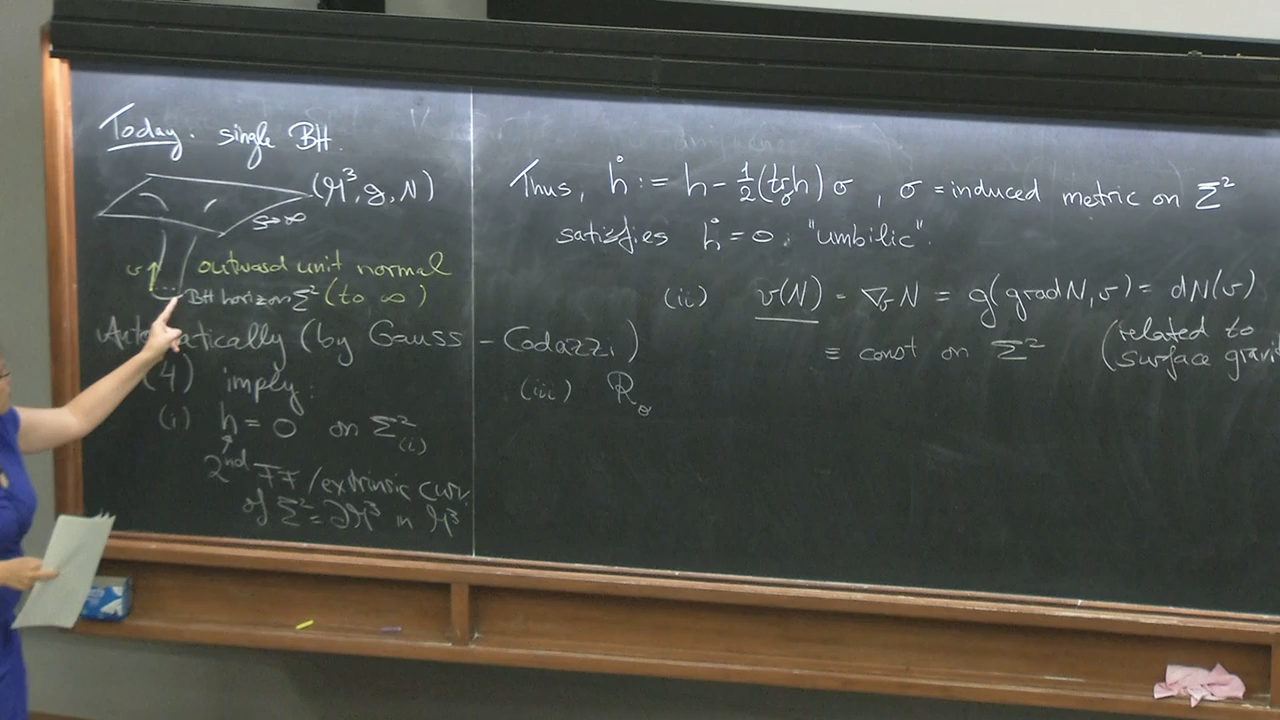 Today. single BH.
(M³, g, N)
s→∞
ν↑ outward unit normal
BH horizon Σ² (to ∞)
Automatically (by Gauss-Codazzi)
(4) imply:
(i) h = 0 on Σ²₍ᵢ₎
2nd FF/extrinsic curv.
of Σ² = ∂M³ in M³
Thus, h̊ := h - ½(tr_σ h)σ , σ = induced metric on Σ²
satisfies h̊ = 0 : "umbilic".
(ii) ν(N) = ∇_ν N = g(grad N, ν) = dN(ν)
≡ const on Σ² (related to
surface gravi
(iii) R_σ